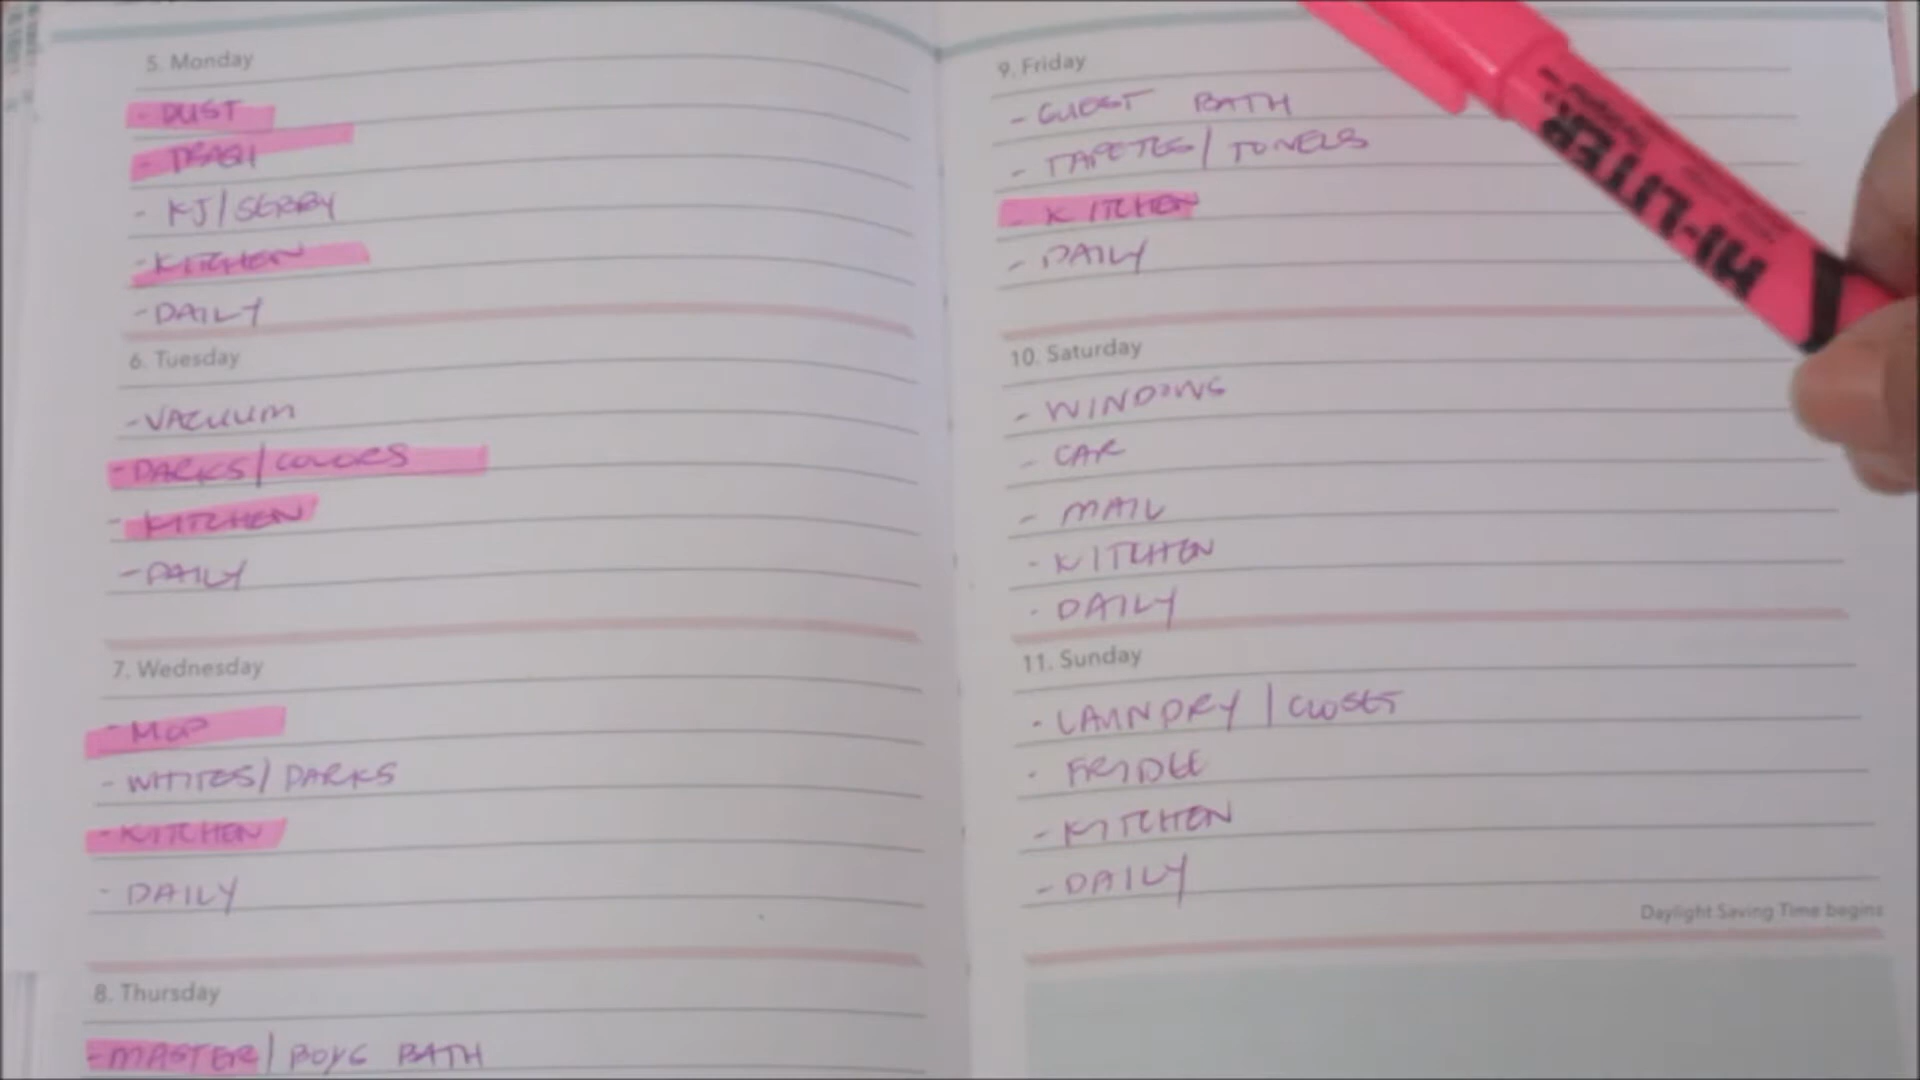 5. Monday
- DUST
- TRASH
- KJ/SERBY
- KITCHEN
- DAILY
6. Tuesday
- VACUUM
- DARKS/COLORS
- KITCHEN
- DAILY
7. Wednesday
- MOP
- WHITES/DARKS
- KITCHEN
- DAILY
8. Thursday
- MASTER/BOYS BATH
9. Friday
- GUEST BATH
- TAPETES/TOWELS
- KITCHEN
- DAILY
10. Saturday
- WINDOWS
- CAR
- MAIL
- KITCHEN
- DAILY
11. Sunday
- LAUNDRY/CLOSET
- FRIDGE
- KITCHEN
- DAILY
Daylight Saving Time begins
HI-LITER